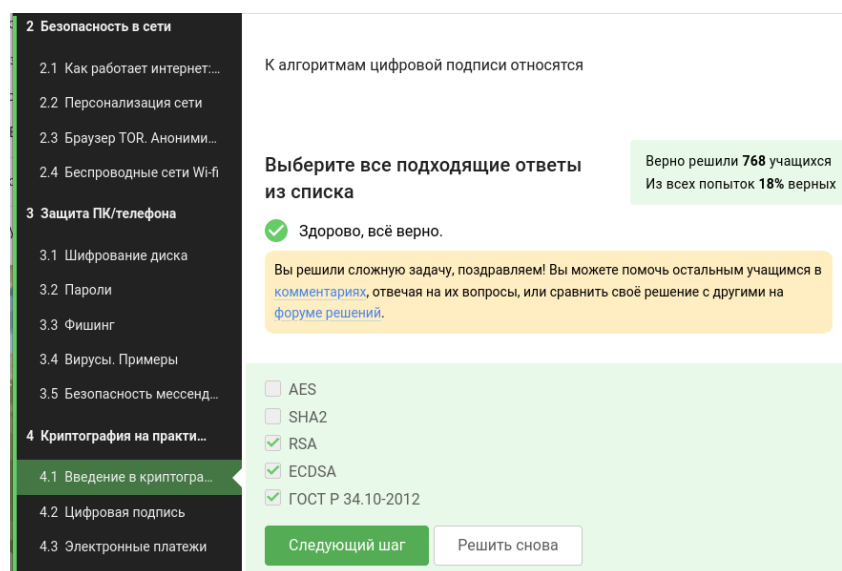 2 Безопасность в сети
2.1 Как работает интернет:...
2.2 Персонализация сети
2.3 Браузер TOR. Аноними...
2.4 Беспроводные сети Wi-fi
3 Защита ПК/телефона
3.1 Шифрование диска
3.2 Пароли
3.3 Фишинг
3.4 Вирусы. Примеры
3.5 Безопасность мессенд...
4 Криптография на практи...
4.1 Введение в криптогра...
4.2 Цифровая подпись
4.3 Электронные платежи
К алгоритмам цифровой подписи относятся
Выберите все подходящие ответы
из списка
Верно решили 768 учащихся
Из всех попыток 18% верных
Здорово, всё верно.
Вы решили сложную задачу, поздравляем! Вы можете помочь остальным учащимся в
комментариях, отвечая на их вопросы, или сравнить своё решение с другими на
форуме решений.
AES
SHA2
RSA
ECDSA
ГОСТ Р 34.10-2012
Следующий шаг
Решить снова